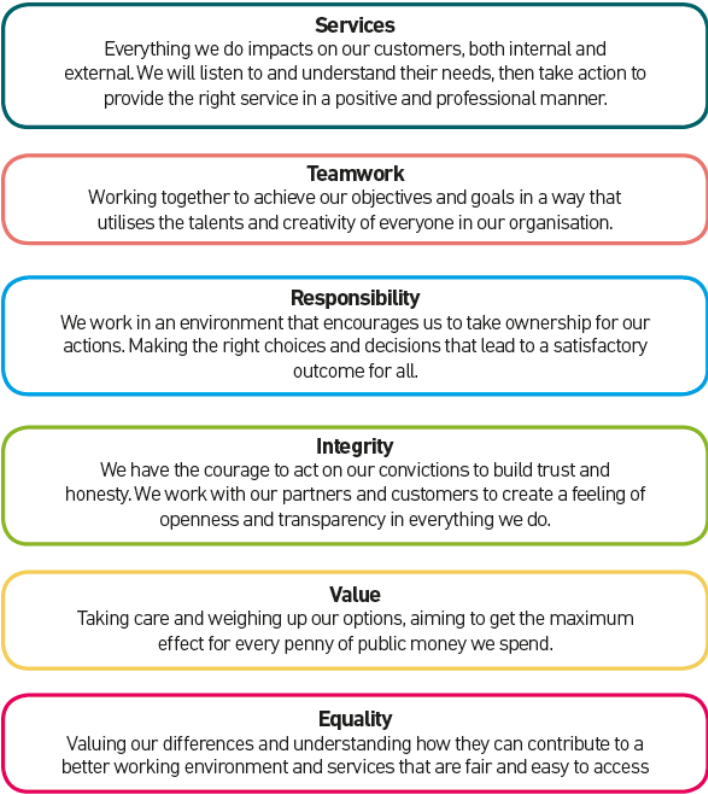 Services
Everything we do impacts on our customers, both internal and
external. We will listen to and understand their needs, then take action to
provide the right service in a positive and professional manner.
Teamwork
Working together to achieve our objectives and goals in a way that
utilises the talents and creativity of everyone in our organisation.
Responsibility
We work in an environment that encourages us to take ownership for our
actions. Making the right choices and decisions that lead to a satisfactory
outcome for all.
Integrity
We have the courage to act on our convictions to build trust and
honesty. We work with our partners and customers to create a feeling of
openness and transparency in everything we do.
Value
Taking care and weighing up our options, aiming to get the maximum
effect for every penny of public money we spend.
Equality
Valuing our differences and understanding how they can contribute to a
better working environment and services that are fair and easy to access